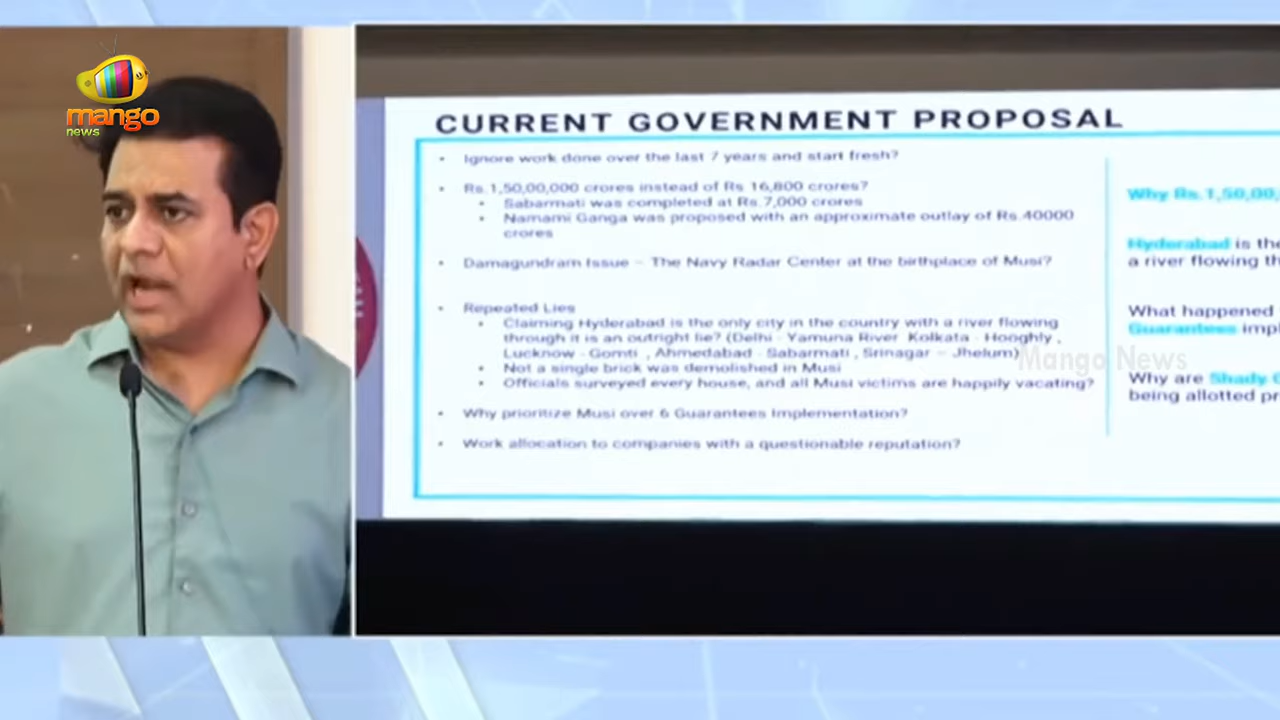 mango
news
CURRENT GOVERNMENT PROPOSAL
• Ignore work done over the last 7 years and start fresh?
• Rs.1,50,00,000 crores instead of Rs 16,800 crores?
• Sabarmati was completed at Rs.7,000 crores
• Namami Ganga was proposed with an approximate outlay of Rs.40000
crores
• Damagundram Issue – The Navy Radar Center at the birthplace of Musi?
• Repeated Lies
• Claiming Hyderabad is the only city in the country with a river flowing
through it is an outright lie? (Delhi - Yamuna River Kolkata - Hooghly ,
Lucknow - Gomti , Ahmedabad - Sabarmati , Srinagar – Jhelum)
• Not a single brick was demolished in Musi
• Officials surveyed every house, and all Musi victims are happily vacating?
• Why prioritize Musi over 6 Guarantees Implementation?
• Work allocation to companies with a questionable reputation?
Why Rs.1,50,00,
Hyderabad is the
a river flowing th
What happened
Guarantees imp
Why are Shady
being allotted pr
Mango News